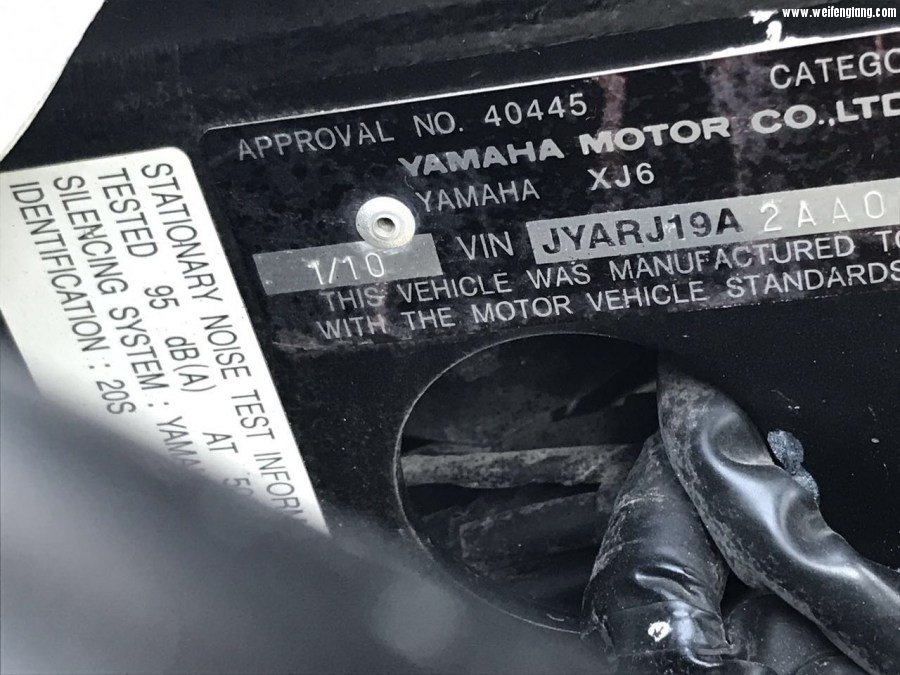 www.weifengtang.com
APPROVAL NO. 40445 CATEGO
YAMAHA MOTOR CO.,LTD
YAMAHA XJ6
1/10 VIN JYARJ19A 2AA0
THIS VEHICLE WAS MANUFACTURED TO
WITH THE MOTOR VEHICLE STANDARDS
STATIONARY NOISE TEST INFORM
TESTED 95 dB(A) AT 50
SILENCING SYSTEM : YAMA
IDENTIFICATION : 20S